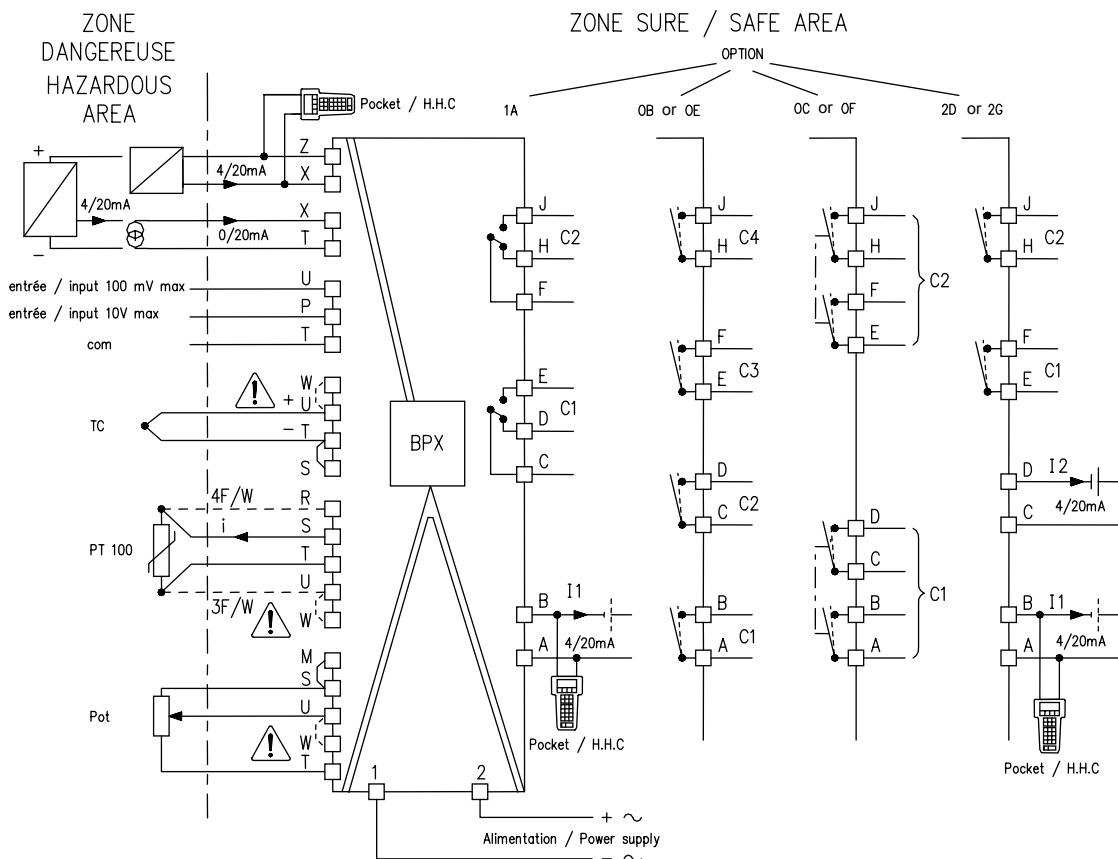 ZONE
DANGEREUSE
HAZARDOUS
AREA
ZONE SURE / SAFE AREA
OPTION
Pocket / H.H.C
1A
0B or 0E
0C or 0F
2D or 2G
+
4/20mA
-
4/20mA
0/20mA
Z
X
X
T
entrée / input 100 mV max
U
entrée / input 10V max
P
com
T
W
! +
U
TC
- T
S
4F/W
R
i
S
PT 100
T
U
3F/W
!
W
M
S
Pot
U
!
W
T
BPX
1
2
+ ~
Alimentation / Power supply
- ~
J
H
C2
F
E
D
C1
C
B
I1
A
4/20mA
Pocket / H.H.C
J
H
C4
F
E
C3
D
C
C2
B
A
C1
J
H
F
E
C2
D
C
B
A
C1
J
H
C2
F
E
C1
D
I2
4/20mA
C
B
I1
4/20mA
A
Pocket / H.H.C